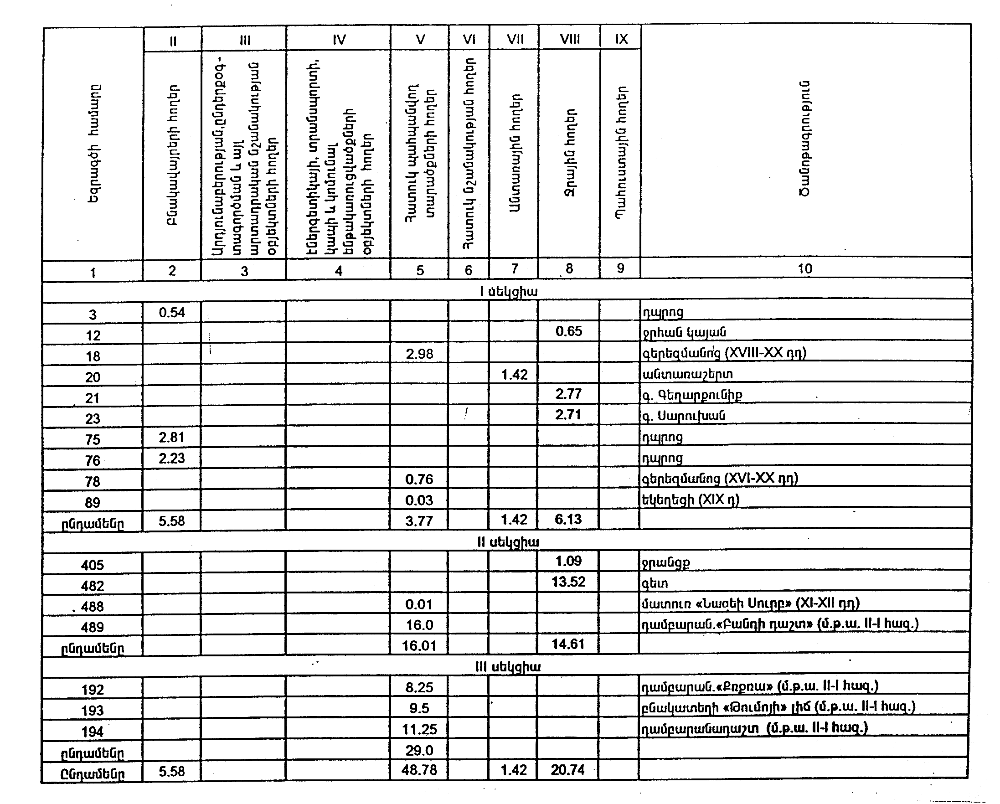 II III IV V VI VII VIII IX
Եզրագծի համարը
Բնակավայրերի հողեր
Արդյունաբերության,ընդերքօգ-
տագործման և այլ
արտադրական նշանակության
օբյեկտների հողեր
Էներգետիկայի, տրանսպորտի,
կապի և կոմունալ
ենթակառուցվածքների
օբյեկտների հողեր
Հատուկ պահպանվող
տարածքների հողեր
Հատուկ նշանակության հողեր
Անտառային հողեր
Ջրային հողեր
Պահուստային հողեր
Ծանոթագրություն
1 2 3 4 5 6 7 8 9 10
I սեկցիա
3 0.54 դպրոց
12 0.65 ջրհան կայան
18 2.98 գերեզմանոց (XVIII-XX դդ)
20 1.42 անտառաշերտ
21 2.77 գ. Գեղարքունիք
23 2.71 գ. Սարուխան
75 2.81 դպրոց
76 2.23 դպրոց
78 0.76 գերեզմանոց (XVI-XX դդ)
89 0.03 եկեղեցի (XIX դ)
ընդամենը 5.58 3.77 1.42 6.13
II սեկցիա
405 1.09 ջրանցք
482 13.52 գետ
488 0.01 մատուռ «Նազեի Սուրբ» (XI-XII դդ)
489 16.0 դամբարան.«Բանդի դաշտ» (մ.թ.ա. II-I հազ.)
ընդամենը 16.01 14.61
III սեկցիա
192 8.25 դամբարան.«Քռքռա» (մ.թ.ա. II-I հազ.)
193 9.5 բնակատեղի «Թումոյի» լիճ (մ.թ.ա. II-I հազ.)
194 11.25 դամբարանադաշտ (մ.թ.ա. II-I հազ.)
ընդամենը 29.0
Ընդամենը 5.58 48.78 1.42 20.74